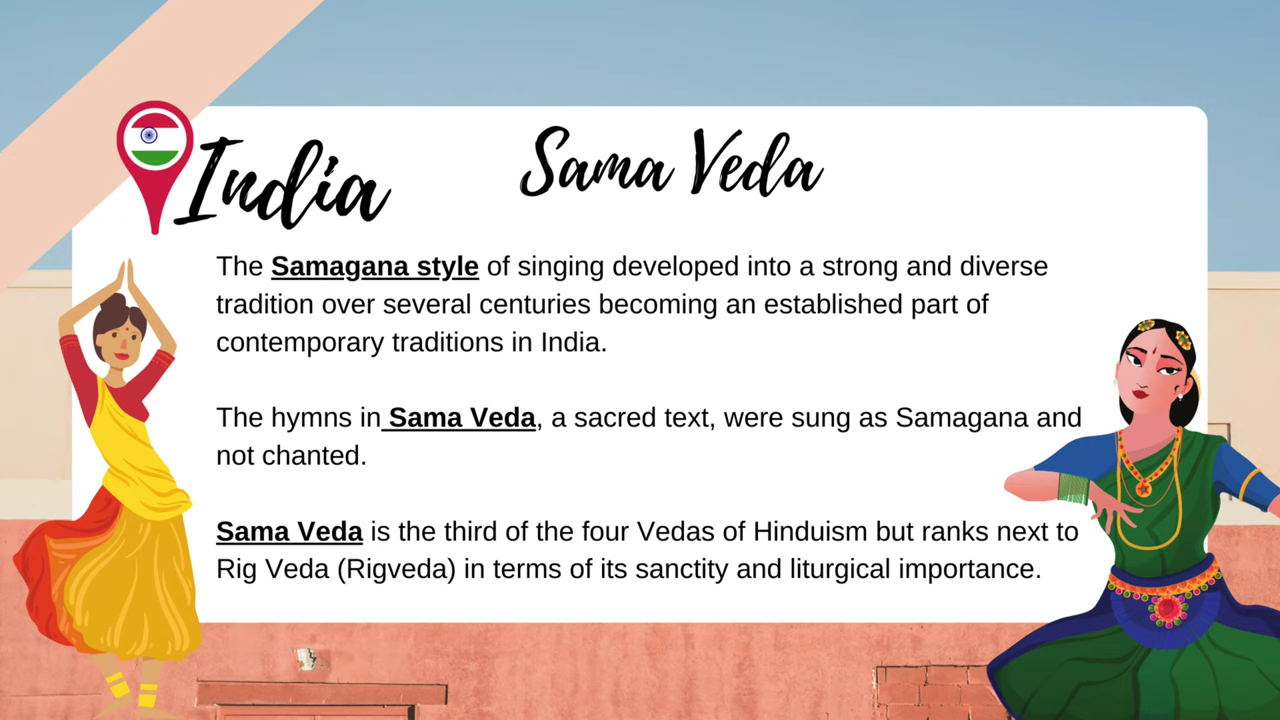 India
Sama Veda
The Samagana style of singing developed into a strong and diverse
tradition over several centuries becoming an established part of
contemporary traditions in India.
The hymns in Sama Veda, a sacred text, were sung as Samagana and
not chanted.
Sama Veda is the third of the four Vedas of Hinduism but ranks next to
Rig Veda (Rigveda) in terms of its sanctity and liturgical importance.